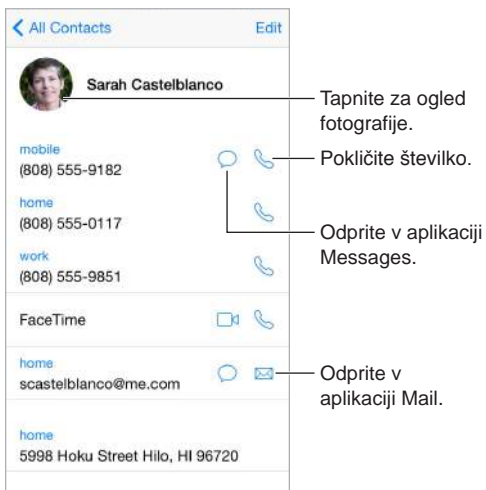 All Contacts
Edit
Sarah Castelblanco
Tapnite za ogled
fotografije.
mobile
(808) 555-9182
Pokličite številko.
home
(808) 555-0117
Odprite v aplikaciji
Messages.
work
(808) 555-9851
FaceTime
home
scastelblanco@me.com
Odprite v
aplikaciji Mail.
home
5998 Hoku Street Hilo, HI 96720